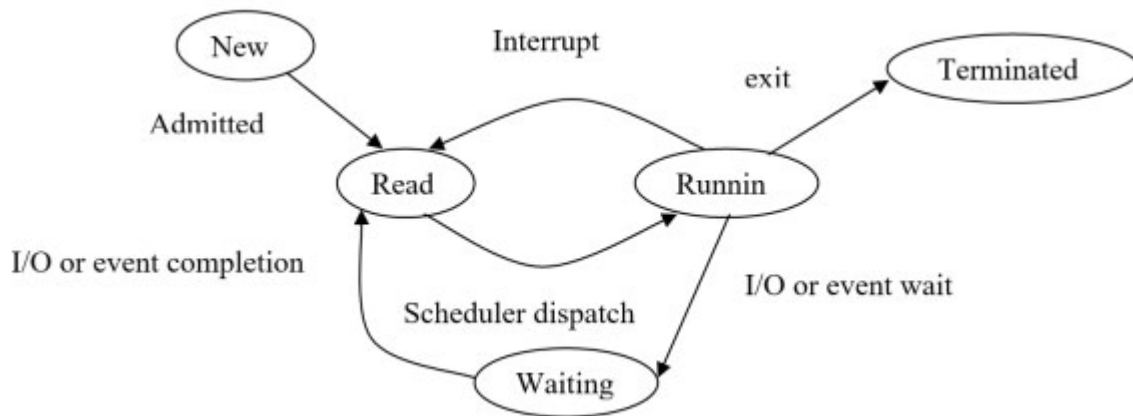 New
Interrupt
Terminated
exit
Admitted
Read
Runnin
I/O or event completion
I/O or event wait
Scheduler dispatch
Waiting